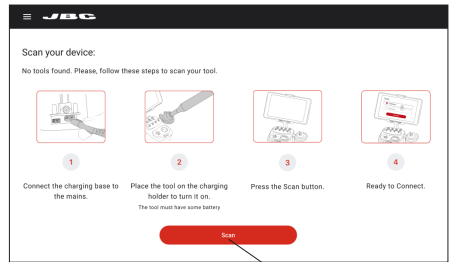 JBC
Scan your device:
No tools found. Please, follow these steps to scan your tool.
1
2
3
4
Connect the charging base to
the mains.
Place the tool on the charging
holder to turn it on.
The tool must have some battery
Press the Scan button.
Ready to Connect.
Scan